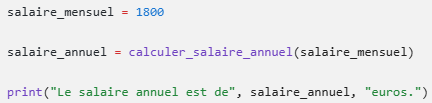 salaire_mensuel = 1800
salaire_annuel = calculer_salaire_annuel(salaire_mensuel)
print("Le salaire annuel est de", salaire_annuel, "euros.")